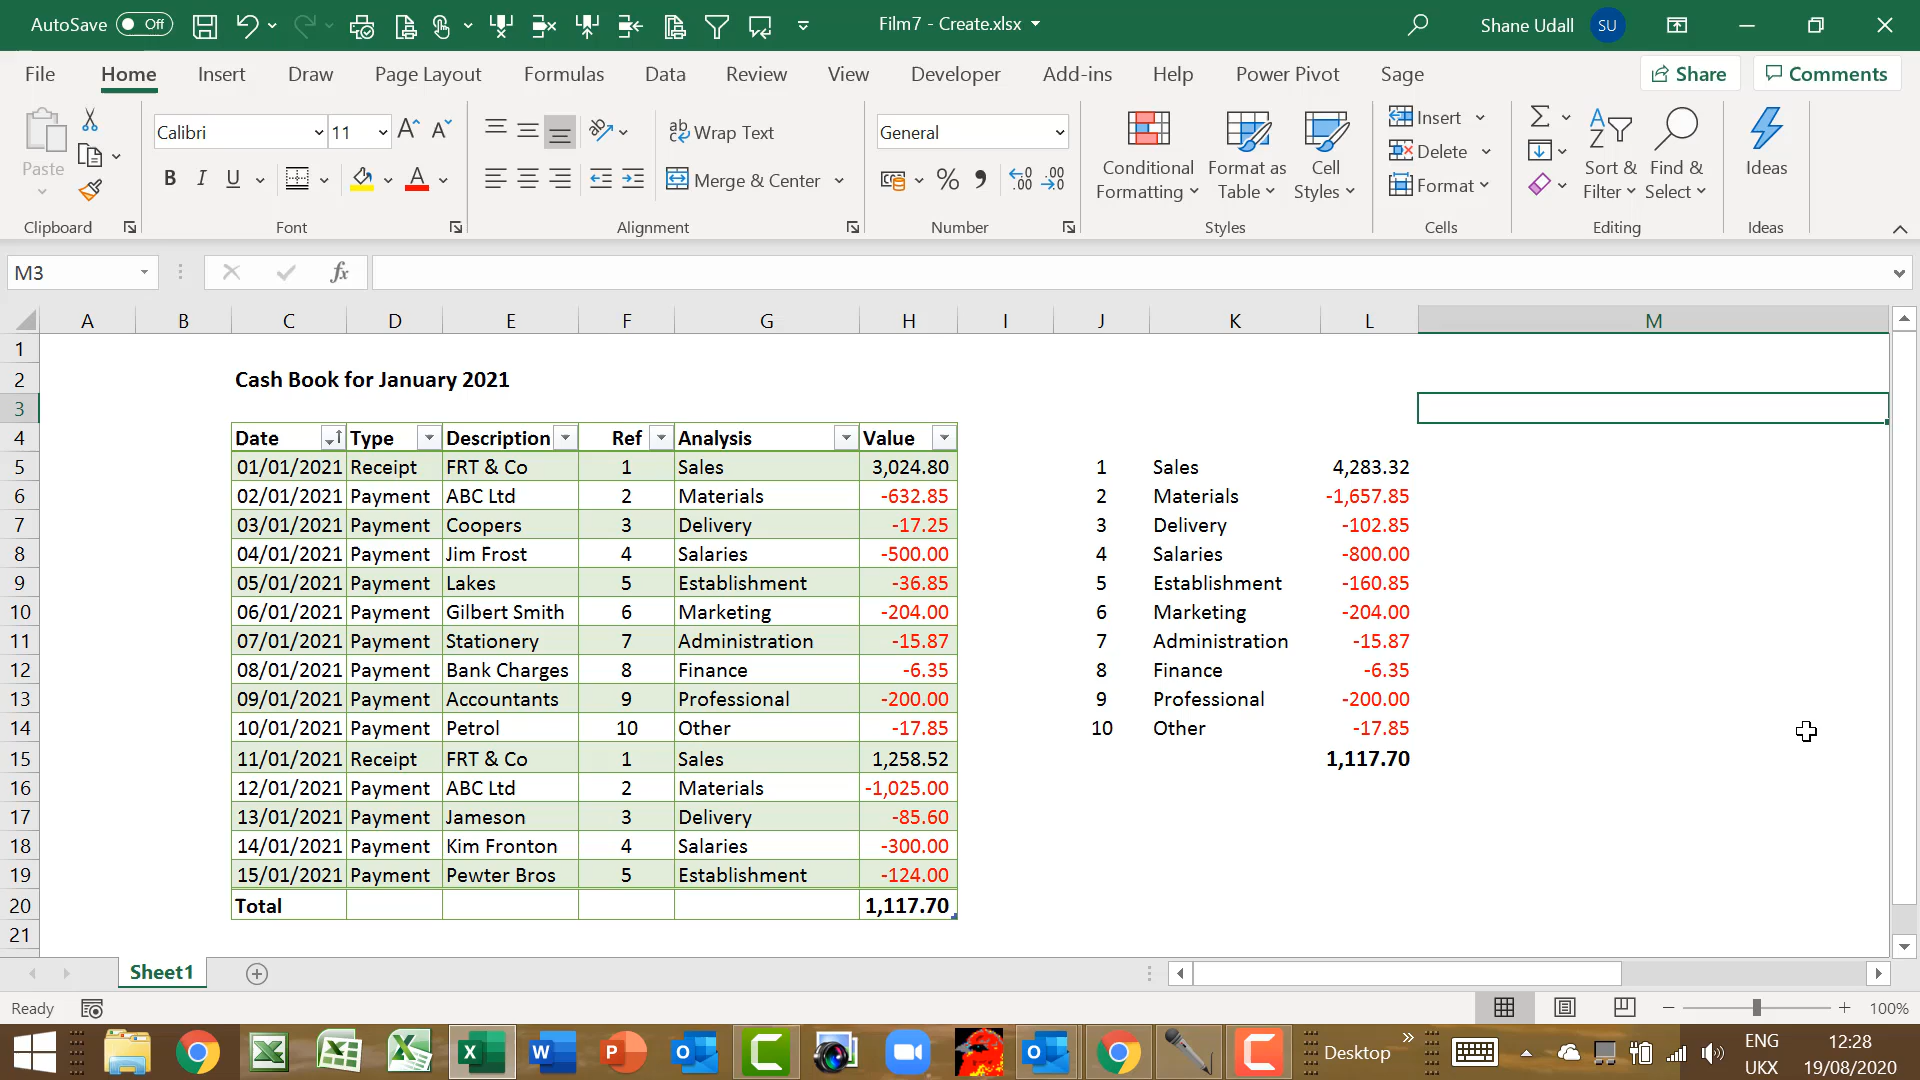 AutoSave Off Film7 - Create.xlsx Shane Udall SU
File Home Insert Draw Page Layout Formulas Data Review View Developer Add-ins Help Power Pivot Sage Share Comments
Paste Calibri 11 Wrap Text General Conditional Formatting Format as Table Cell Styles Insert Sort & Filter Find & Select Ideas
B I U Merge & Center % Delete
Format
Clipboard Font Alignment Number Styles Cells Editing Ideas
M3 fx
A B C D E F G H I J K L M
1
2 Cash Book for January 2021
3
4 Date Type Description Ref Analysis Value
5 01/01/2021 Receipt FRT & Co 1 Sales 3,024.80 1 Sales 4,283.32
6 02/01/2021 Payment ABC Ltd 2 Materials -632.85 2 Materials -1,657.85
7 03/01/2021 Payment Coopers 3 Delivery -17.25 3 Delivery -102.85
8 04/01/2021 Payment Jim Frost 4 Salaries -500.00 4 Salaries -800.00
9 05/01/2021 Payment Lakes 5 Establishment -36.85 5 Establishment -160.85
10 06/01/2021 Payment Gilbert Smith 6 Marketing -204.00 6 Marketing -204.00
11 07/01/2021 Payment Stationery 7 Administration -15.87 7 Administration -15.87
12 08/01/2021 Payment Bank Charges 8 Finance -6.35 8 Finance -6.35
13 09/01/2021 Payment Accountants 9 Professional -200.00 9 Professional -200.00
14 10/01/2021 Payment Petrol 10 Other -17.85 10 Other -17.85
15 11/01/2021 Receipt FRT & Co 1 Sales 1,258.52 1,117.70
16 12/01/2021 Payment ABC Ltd 2 Materials -1,025.00
17 13/01/2021 Payment Jameson 3 Delivery -85.60
18 14/01/2021 Payment Kim Fronton 4 Salaries -300.00
19 15/01/2021 Payment Pewter Bros 5 Establishment -124.00
20 Total 1,117.70
21
Sheet1
Ready 100%
Desktop ENG 12:28
UKX 19/08/2020